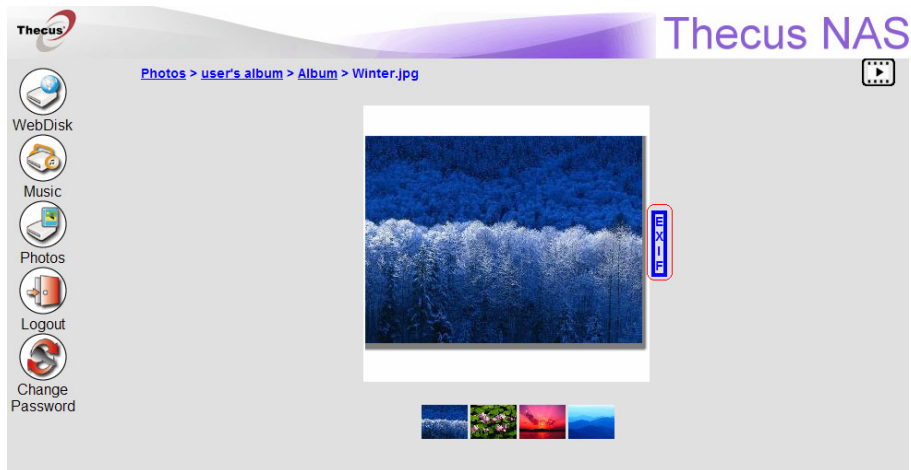 Thecus
Thecus NAS
Photos > user's album > Album > Winter.jpg
WebDisk
Music
Photos
Logout
Change
Password
E
X
I
F